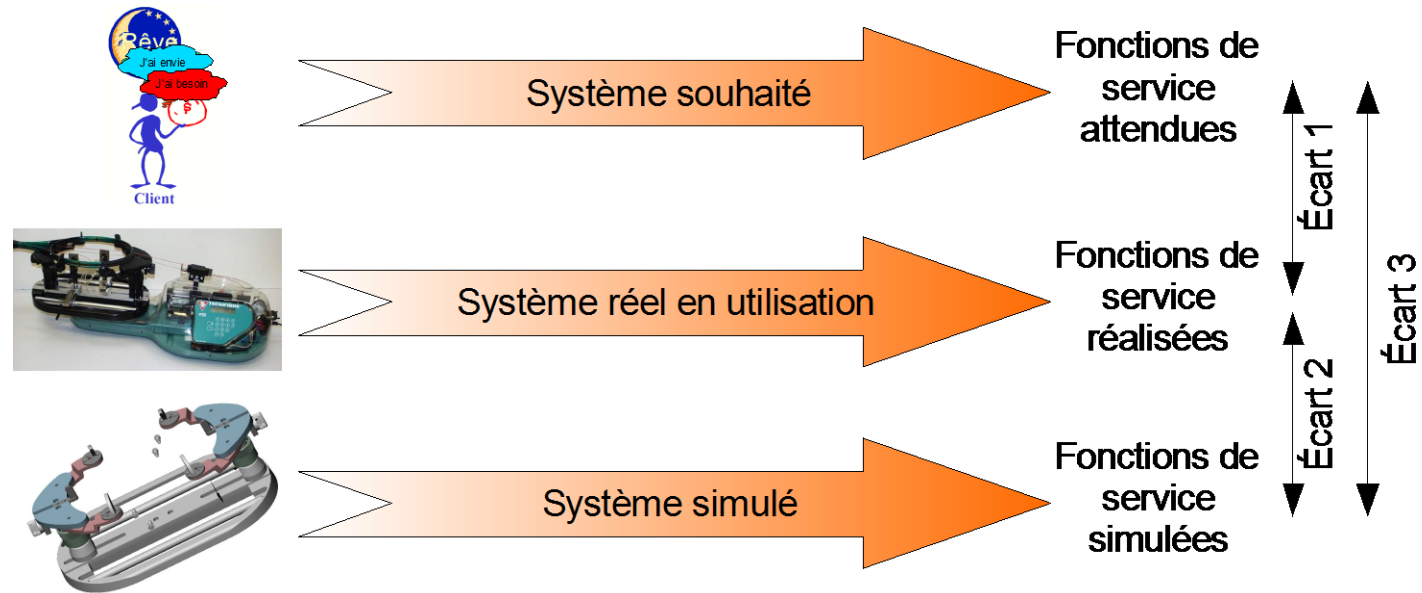 Rêve
J'ai envie
J'ai besoin
$
Client
Système souhaité
Fonctions de
service
attendues
Écart 1
Système réel en utilisation
Fonctions de
service
réalisées
Écart 3
Écart 2
Système simulé
Fonctions de
service
simulées